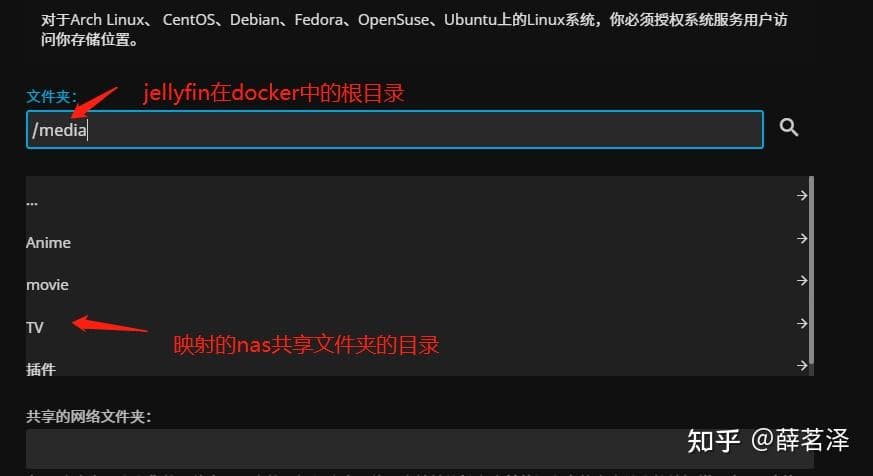 对于Arch Linux、 CentOS、Debian、Fedora、OpenSuse、Ubuntu上的Linux系统，你必须授权系统服务用户访
问你存储位置。
文件夹: jellyfin在docker中的根目录
/media
...
Anime
movie
TV
映射的nas共享文件夹的目录
插件
共享的网络文件夹：
知乎 @薛茗泽